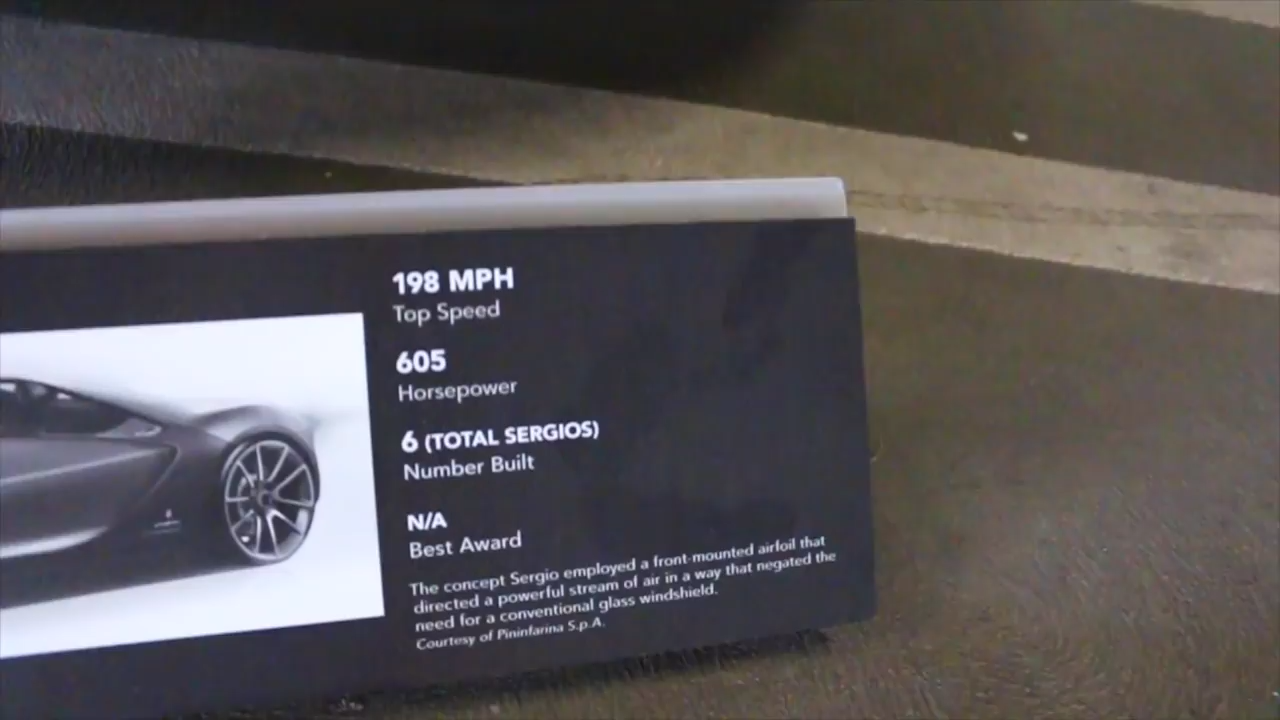 198 MPH
Top Speed
605
Horsepower
6 (TOTAL SERGIOS)
Number Built
N/A
Best Award
The concept Sergio employed a front-mounted airfoil that
directed a powerful stream of air in a way that negated the
need for a conventional glass windshield.
Courtesy of Pininfarina S.p.A.